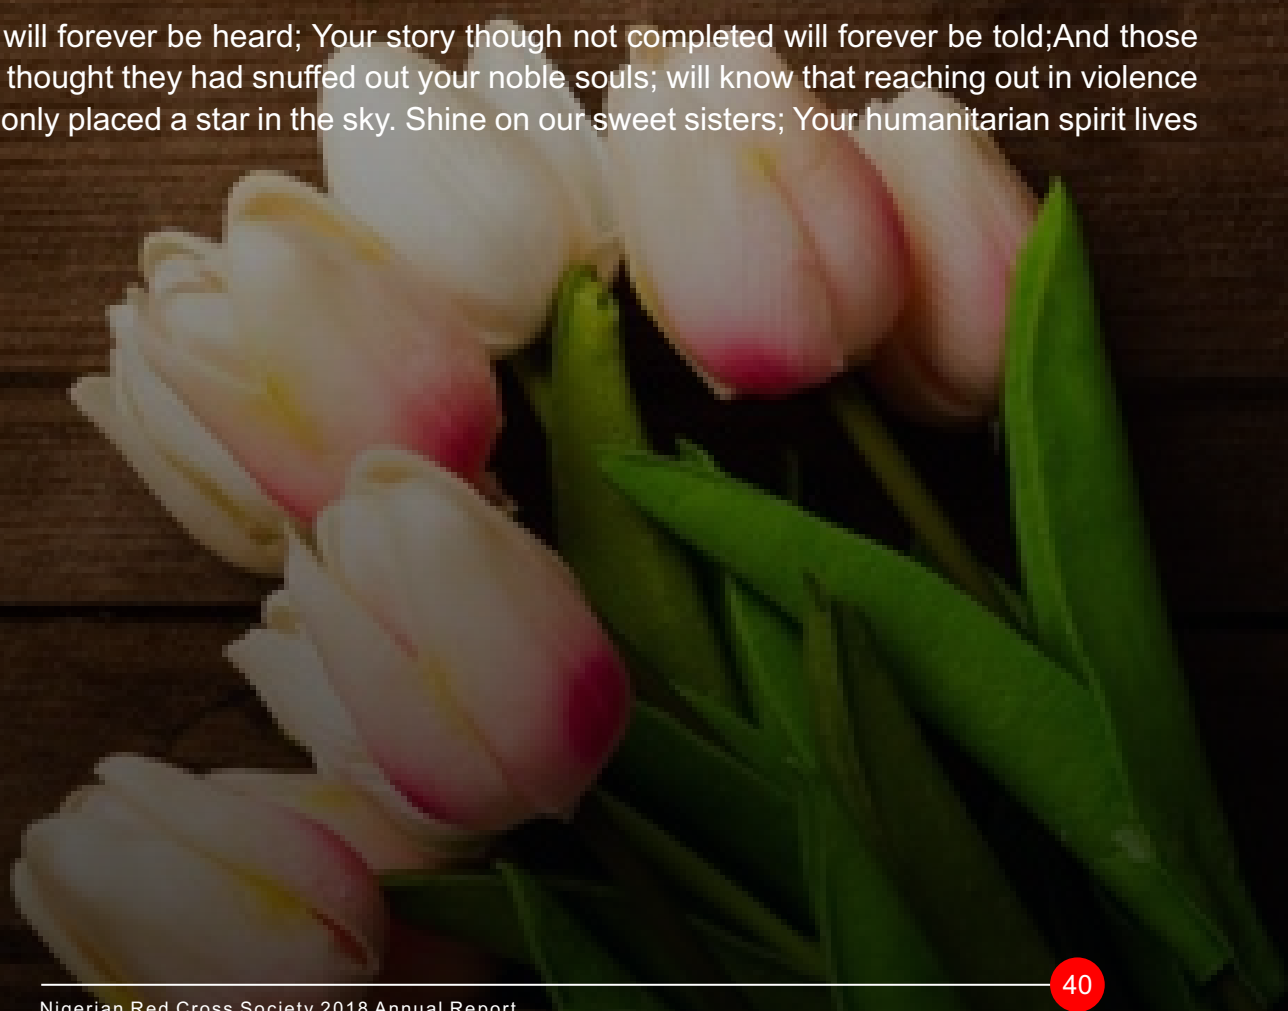 will forever be heard; Your story though not completed will forever be told;And those
thought they had snuffed out your noble souls; will know that reaching out in violence
only placed a star in the sky. Shine on our sweet sisters; Your humanitarian spirit lives
40
Nigerian Red Cross Society 2018 Annual Report